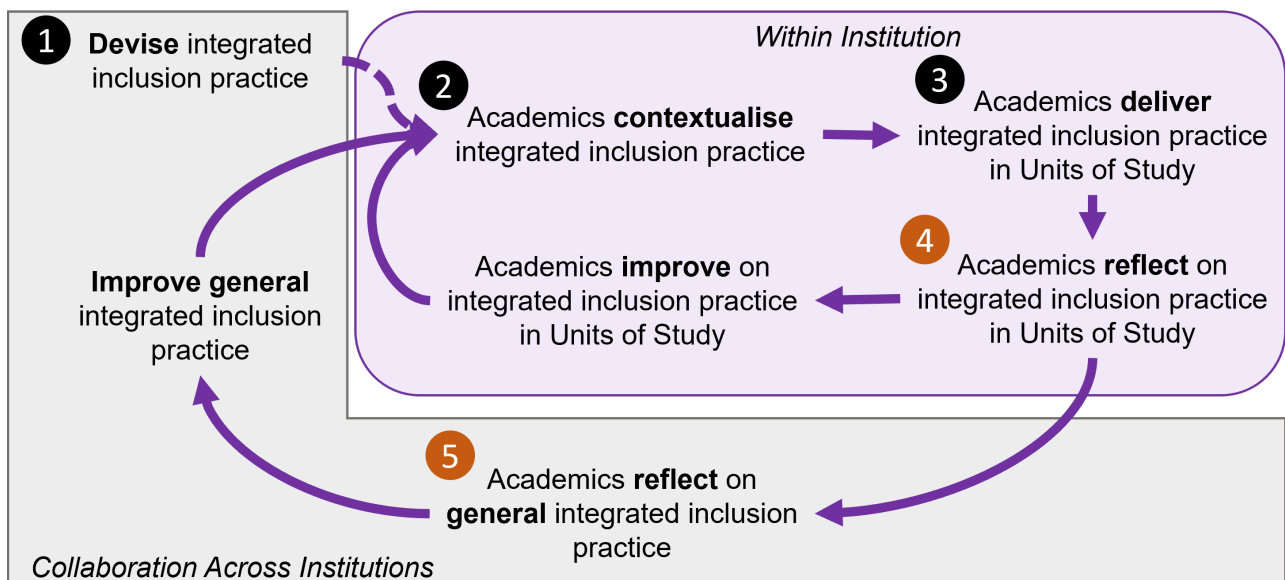 1
Devise integrated
inclusion practice
Within Institution
2
Academics contextualise
integrated inclusion practice
3
Academics deliver
integrated inclusion practice
in Units of Study
4
Academics reflect on
integrated inclusion practice
in Units of Study
Academics improve on
integrated inclusion practice
in Units of Study
5
Academics reflect on
general integrated inclusion
practice
Improve general
integrated inclusion
practice
Collaboration Across Institutions